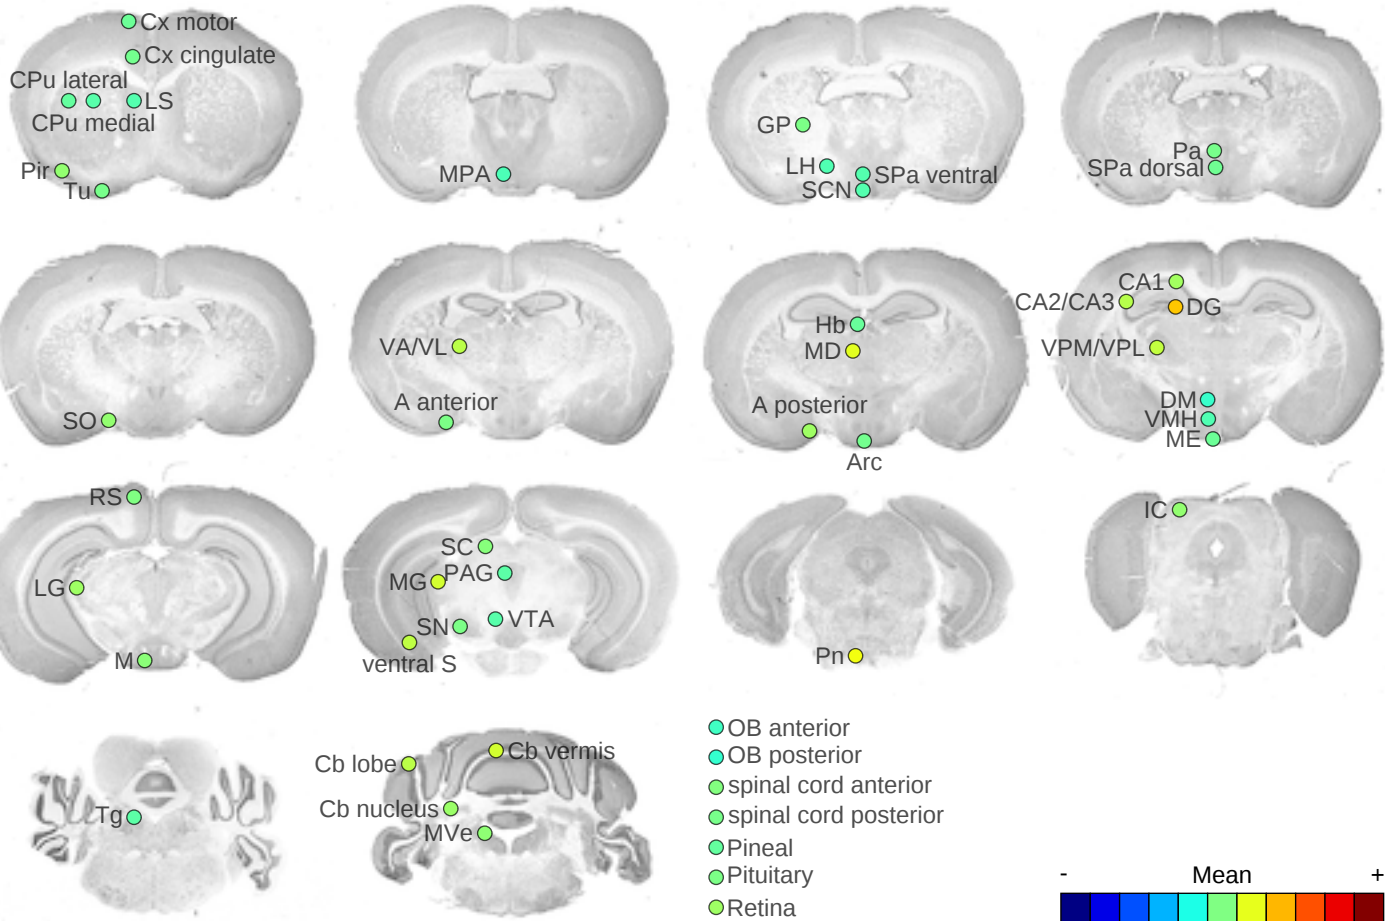 Cx motor
Cx cingulate
CPu lateral
LS
CPu medial
Pir
Tu
MPA
GP
LH
SPa ventral
SCN
Pa
SPa dorsal
SO
VA/VL
A anterior
Hb
MD
A posterior
Arc
CA1
CA2/CA3
DG
VPM/VPL
DM
VMH
ME
RS
LG
M
SC
PAG
MG
VTA
SN
ventral S
Pn
IC
Tg
Cb vermis
Cb lobe
Cb nucleus
MVe
OB anterior
OB posterior
spinal cord anterior
spinal cord posterior
Pineal
Pituitary
Retina
- Mean +